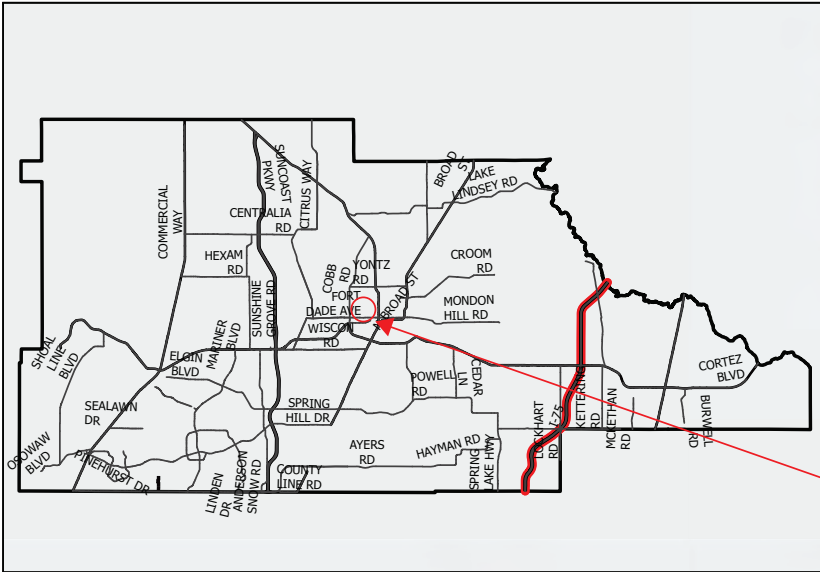 BROAD
ST
LAKE
LINDSEY RD
SUNCOAST
PKWY
CITRUS WAY
COMMERCIAL
WAY
CENTRALIA
RD
HEXAM
RD
COBB
RD
YONTZ
RD
CROOM
RD
FORT
DADE AVE
BROAD ST
MONDON
HILL RD
SUNSHINE
GROVE RD
WISCON
RD
MARINER
BLVD
SHOAL
LINE
BLVD
ELGIN
BLVD
POWELL
RD
CEDAR
LN
CORTEZ
BLVD
KETTERING
RD
MCKETHAN
RD
BURWELL
RD
SEALAWN
DR
SPRING
HILL DR
I-75
LOCKHART
RD
OSOWAW
BLVD
PINEHURST DR
AYERS
RD
HAYMAN RD
SPRING
LAKE HWY
LINDEN
DR
ANDERSON
SNOW RD
COUNTY
LINE RD